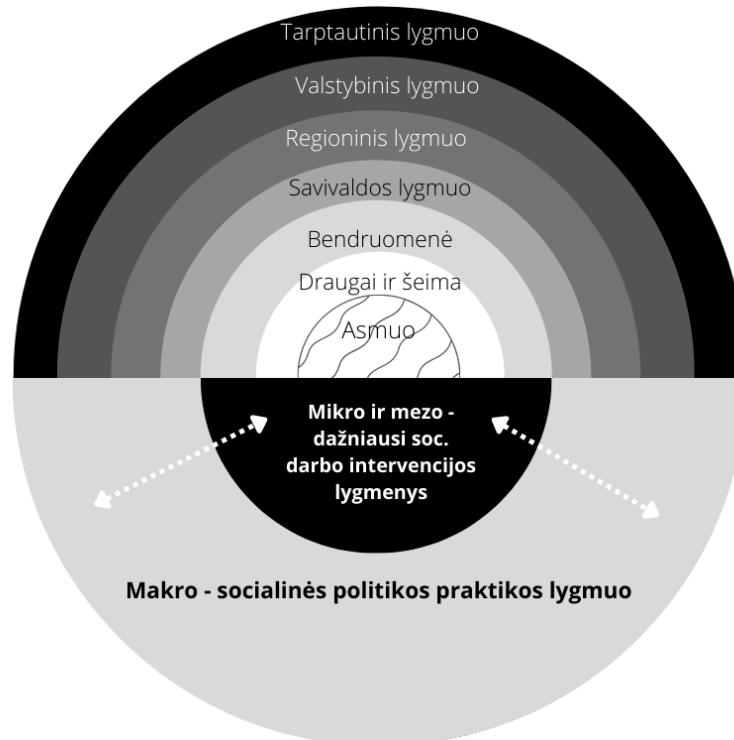 Tarptautinis lygmuo
Valstybinis lygmuo
Regioninis lygmuo
Savivaldos lygmuo
Bendruomenė
Draugai ir šeima
Asmuo
Mikro ir mezo -
dažniausi soc.
darbo intervencijos
lygmenys
Makro - socialinės politikos praktikos lygmuo